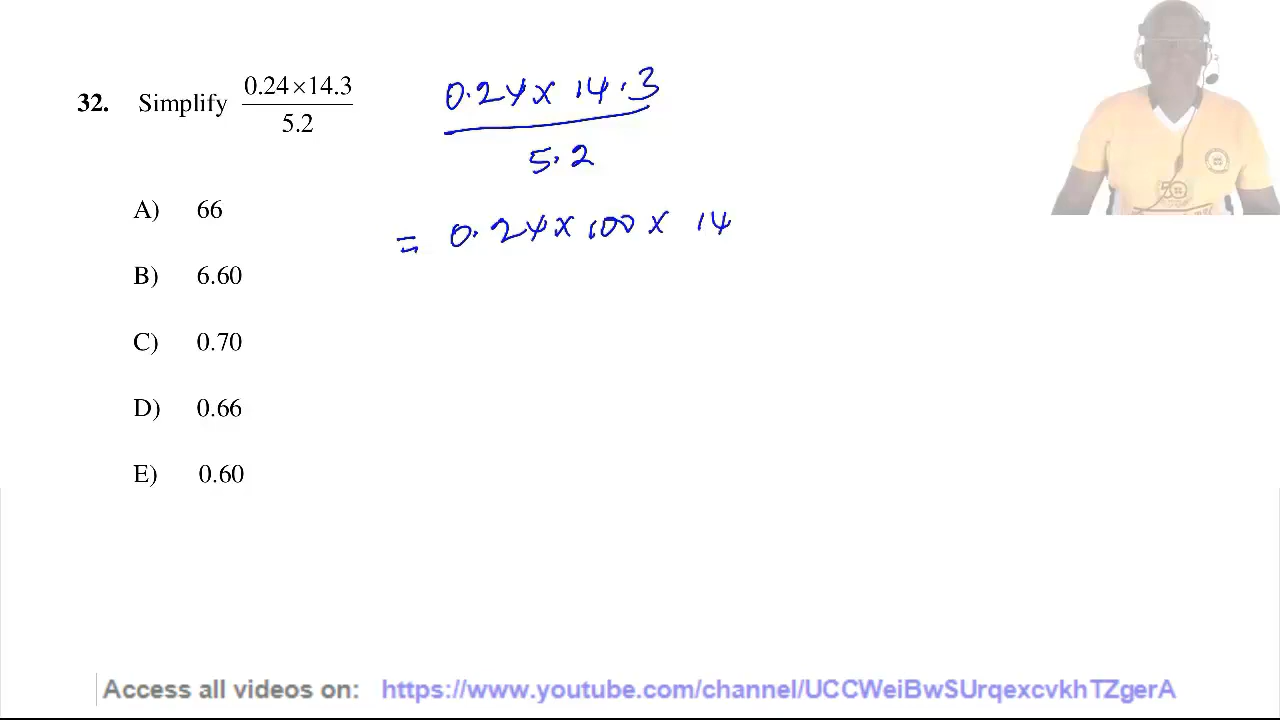 32. Simplify 0.24×14.3
5.2
0.24 x 14.3
5.2
= 0.24 x 100 x 14
A) 66
B) 6.60
C) 0.70
D) 0.66
E) 0.60
Access all videos on: https://www.youtube.com/channel/UCCWeiBwSUrqexcvkhTZgerA